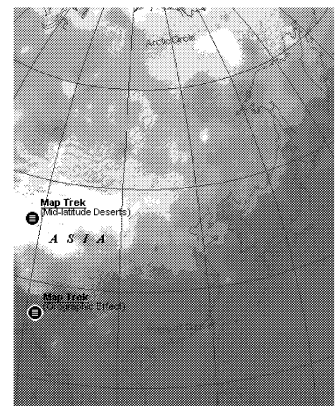 Arctic Circle
Map Trek
(Mid-latitude Deserts)
A S I A
Map Trek
(Orographic Effect)